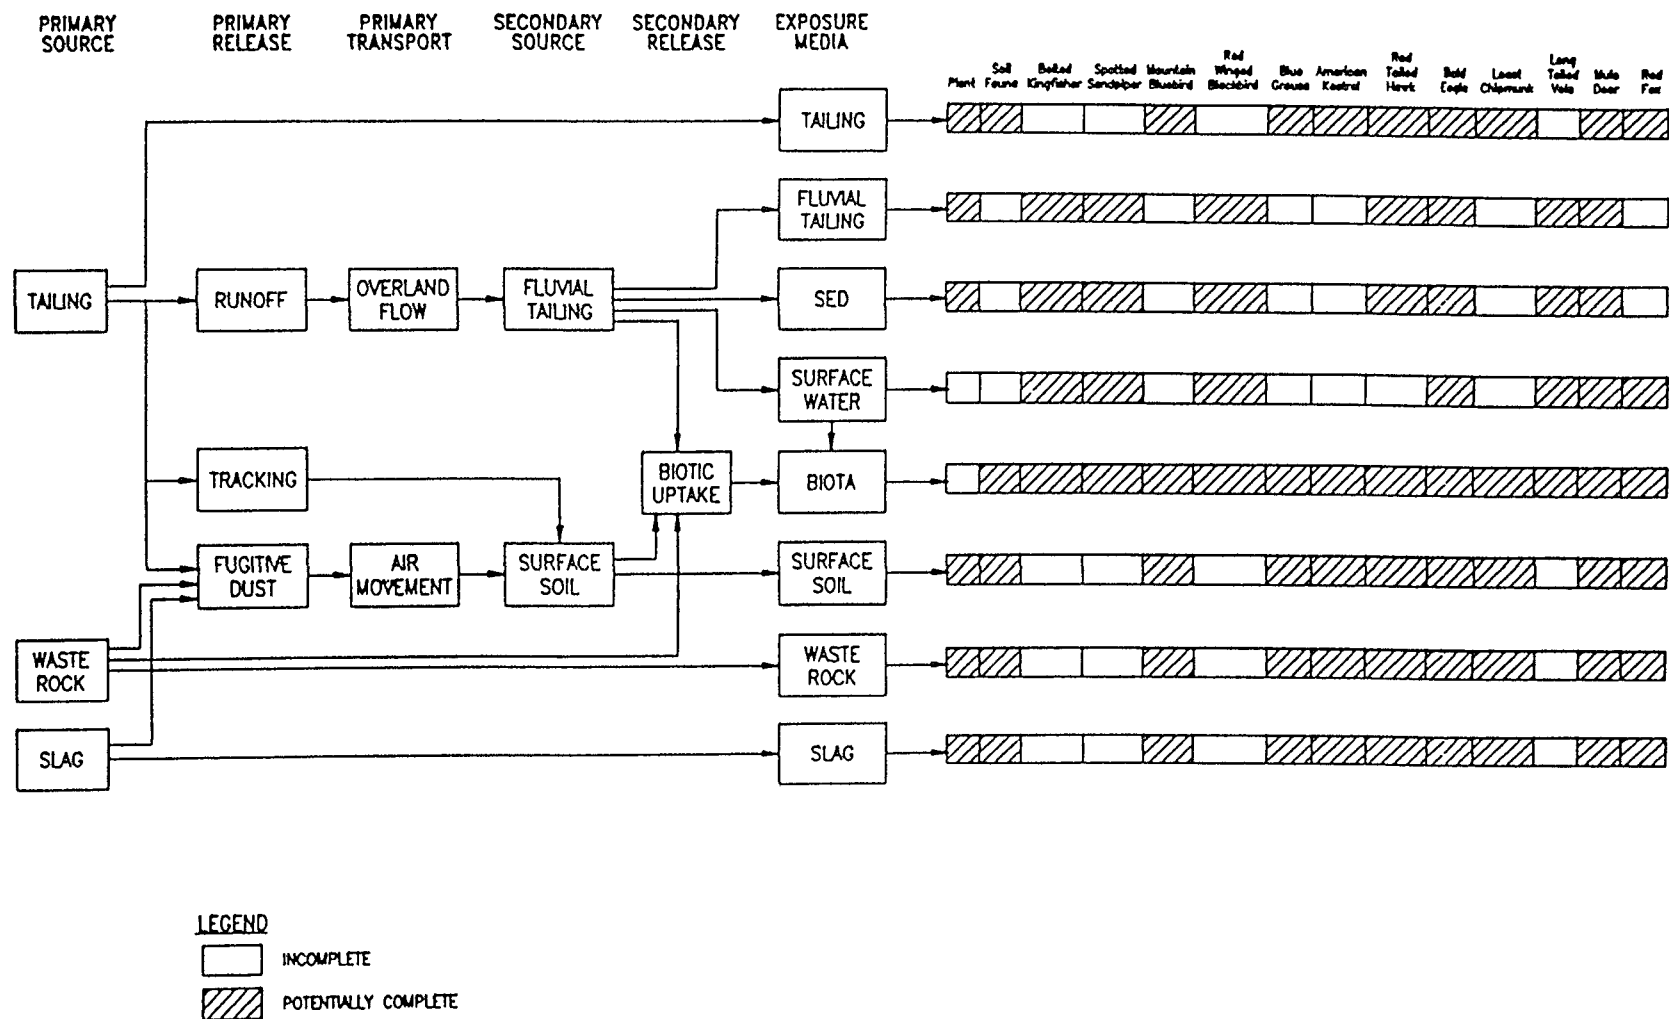 PRIMARY
SOURCE
PRIMARY
RELEASE
PRIMARY
TRANSPORT
SECONDARY
SOURCE
SECONDARY
RELEASE
EXPOSURE
MEDIA
Plant
Soil
Fauna
Belted
Kingfisher
Spotted
Sandpiper
Mountain
Bluebird
Red
Winged
Blackbird
Blue
Grouse
American
Kestrel
Red
Tailed
Hawk
Bald
Eagle
Least
Chipmunk
Long
Tailed
Vole
Mule
Deer
Red
Fox
TAILING
FLUVIAL
TAILING
TAILING
RUNOFF
OVERLAND
FLOW
FLUVIAL
TAILING
SED
SURFACE
WATER
TRACKING
BIOTIC
UPTAKE
BIOTA
FUGITIVE
DUST
AIR
MOVEMENT
SURFACE
SOIL
SURFACE
SOIL
WASTE
ROCK
WASTE
ROCK
SLAG
SLAG
LEGEND
INCOMPLETE
POTENTIALLY COMPLETE